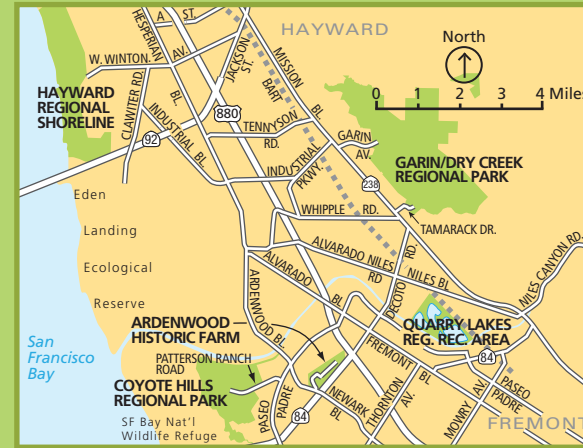 A ST.
HESPERIAN
BL.
W. WINTON
AV.
JACKSON
ST.
HAYWARD
MISSION
BL
BART
North
0 1 2 3 4 Miles
HAYWARD
REGIONAL
SHORELINE
CLAWITER RD.
INDUSTRIAL BL.
92
880
TENNYSON
RD.
GARIN
AV.
INDUSTRIAL
PKWY.
238
GARIN/DRY CREEK
REGIONAL PARK
WHIPPLE RD.
TAMARACK DR.
Eden
Landing
Ecological
Reserve
ALVARADO NILES
RD
NILES BL
DECOTO
RD.
NILES CANYON RD.
ALVARADO
BL
ARDENWOOD BL
ARDENWOOD
HISTORIC FARM
PATTERSON RANCH
ROAD
COYOTE HILLS
REGIONAL PARK
San
Francisco
Bay
SF Bay Nat'l
Wildlife Refuge
PASEO
PADRE
84
NEWARK
BL
THORNTON
AV.
FREMONT
BL
QUARRY LAKES
REG. REC. AREA
84
MOWRY AV.
PASEO
PADRE
FREMONT